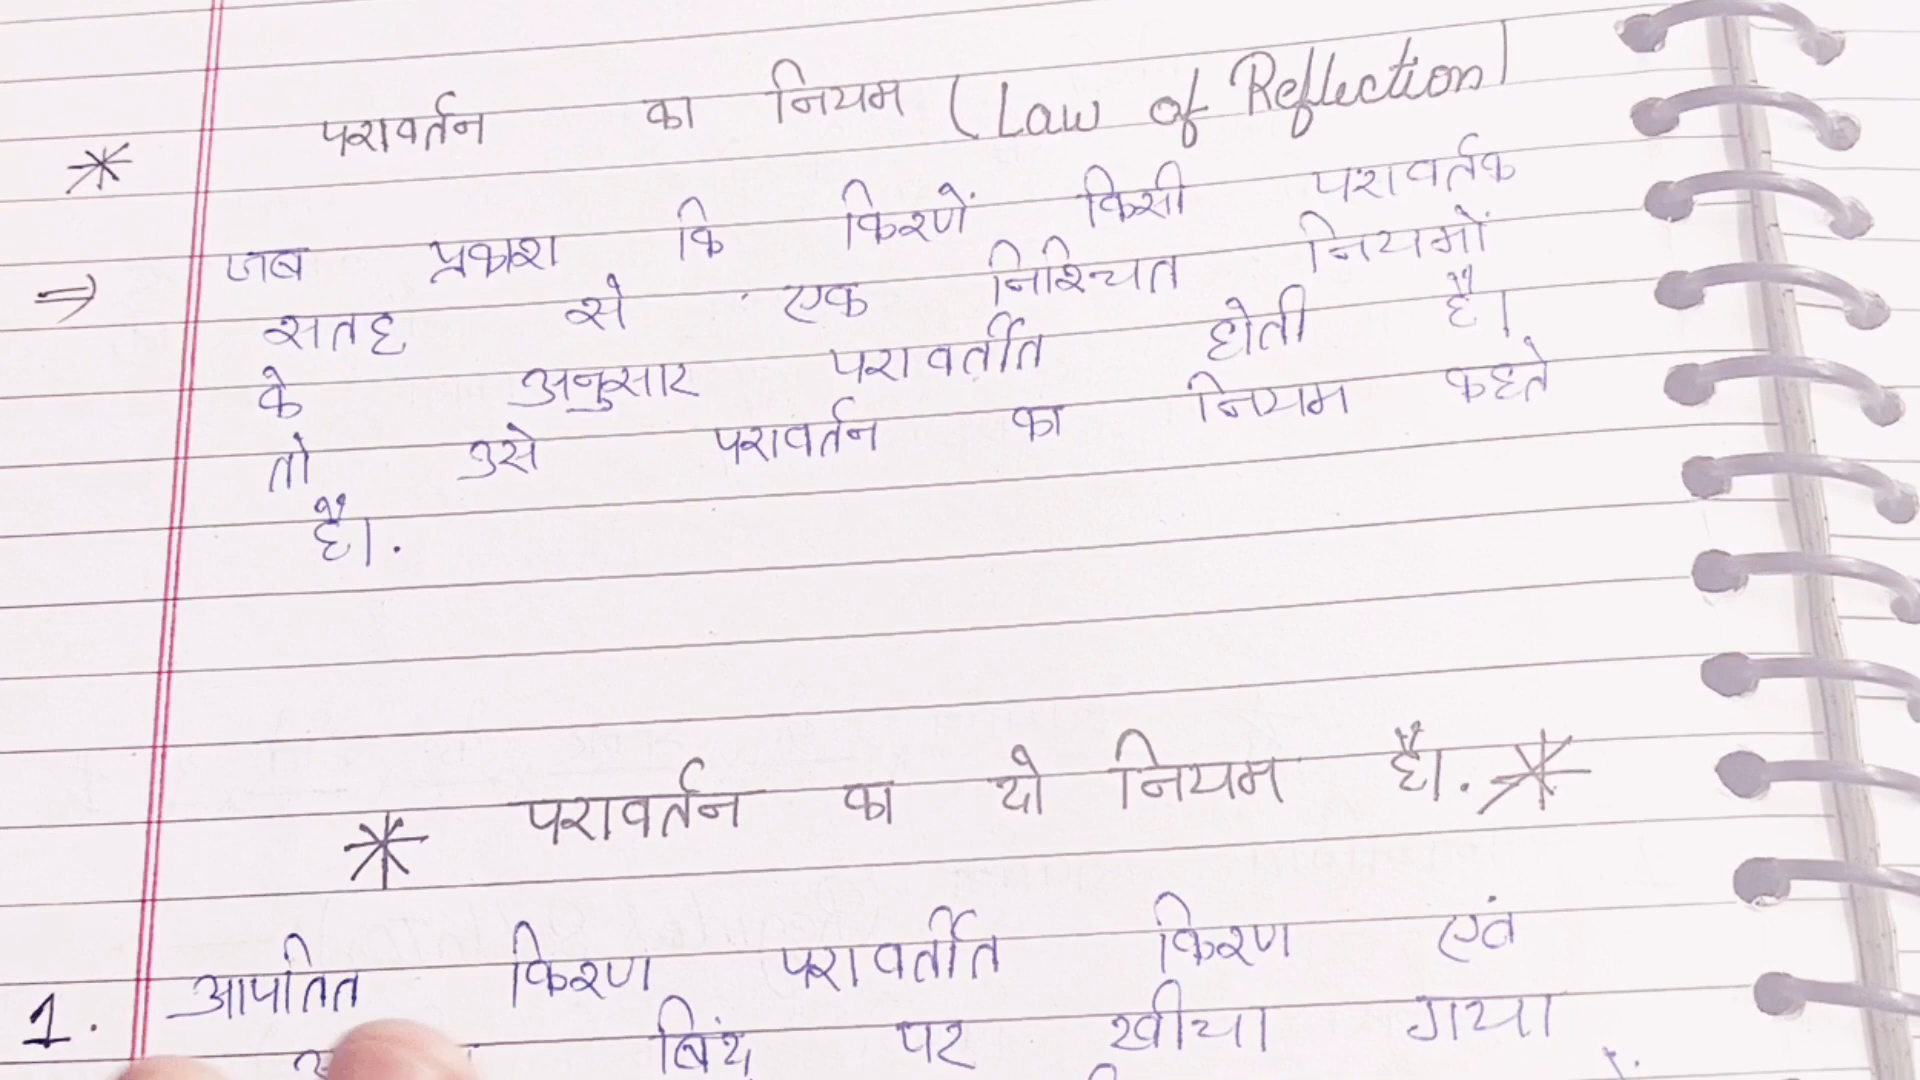 * परावर्तन का नियम (Law of Reflection)
⇒ जब प्रकाश कि किरणें किसी परावर्तक
सतह से एक निश्चित नियमों
के अनुसार परावर्तीत होती है।
तो उसे परावर्तन का नियम कहते
है।.
* परावर्तन का दो नियम है।. *
1. आपतित किरण परावर्तीत किरण एवं
बिंदु पर खीचा गया